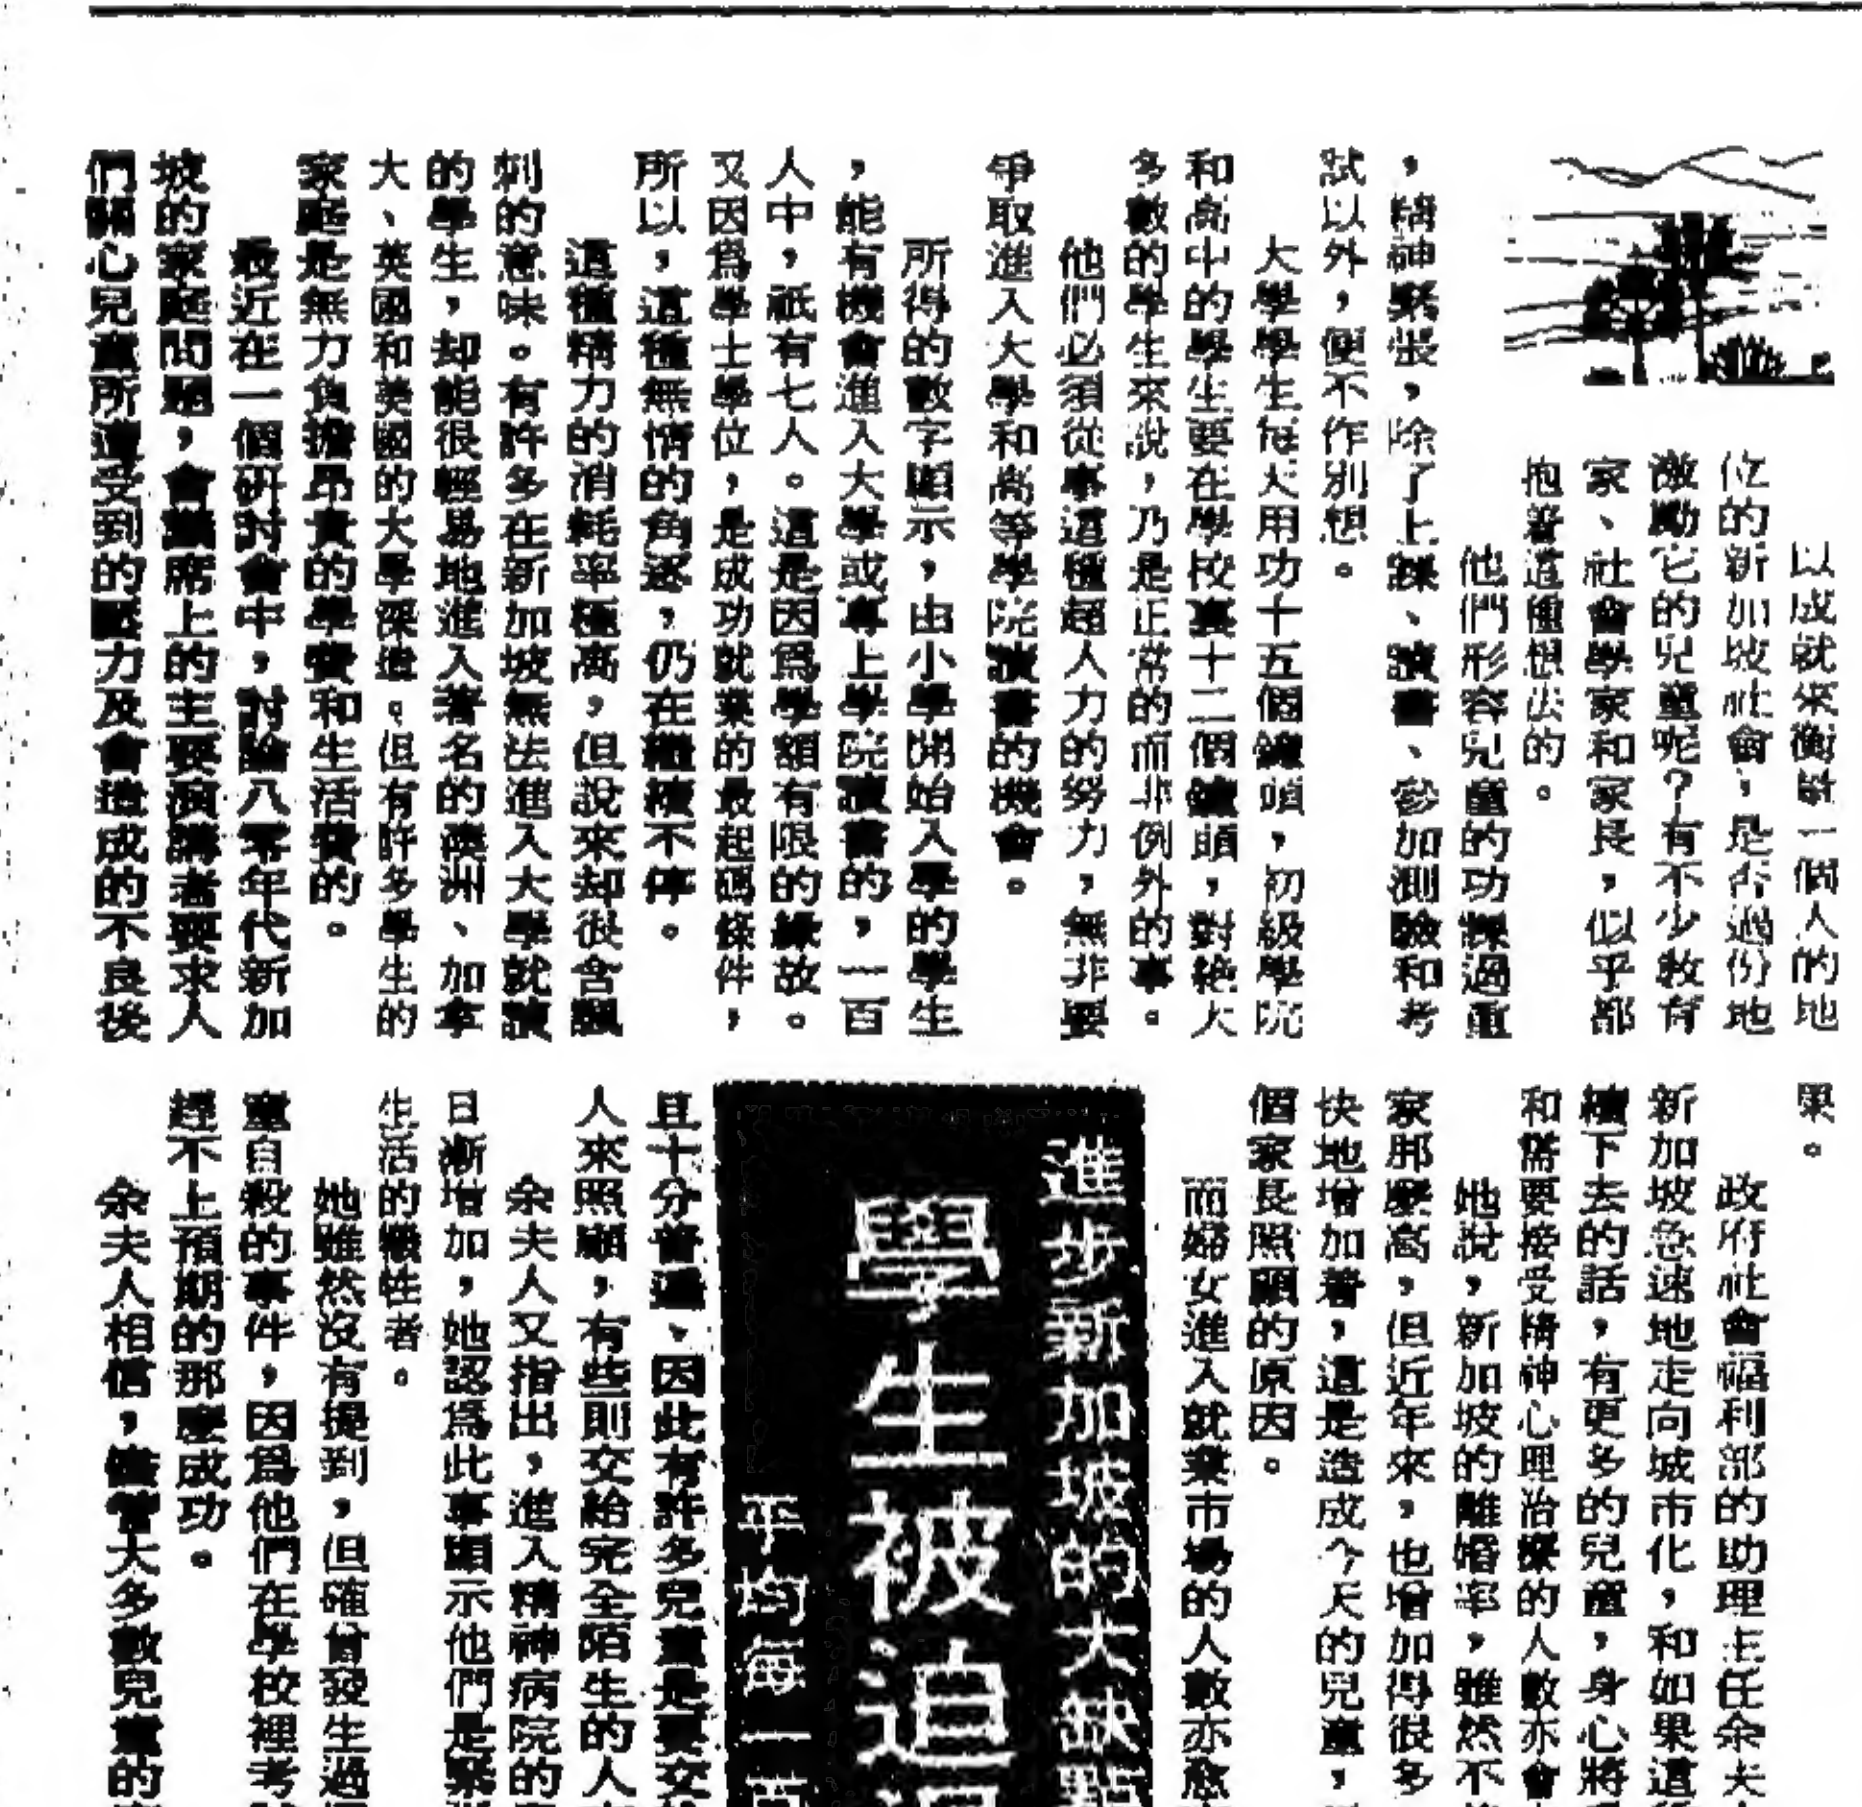 以成就來衡量一個人的地
位的新加坡社會，是否過份地
激勵它的兒童呢？有不少教育
家、社會學家和家長，似乎都
抱着這種想法的。
他們形容兒童的功課過重
，精神緊張，除了上課、讀書、參加測驗和考
試以外，便不作別想。
大學學生每天用功十五個鐘頭，初級學院
和高中的學生要在學校裏十二個鐘頭，對絕大
多數的學生來說，乃是正常的而非例外的事。
他們必須從事這種超人力的努力，無非要
爭取進入大學和高等學院讀書的機會。
所得的數字顯示，由小學開始入學的學生
，能有機會進入大學或專上學院讀書的，一百
人中，祇有七人。這是因爲學額有限的緣故。
又因爲學士學位，是成功就業的最起碼條件，
所以，這種無情的角逐，仍在繼續不停。
這種精力的消耗率極高，但說來却很含諷
刺的意味。有許多在新加坡無法進入大學就讀
的學生，却能很輕易地進入著名的澳洲、加拿
大、英國和美國的大學深造。但有許多學生的
家庭是無力負擔昂貴的學費和生活費的。
最近在一個研討會中，討論八零年代新加
坡的家庭問題，會議席上的主要演講者要求人
們關心兒童所遭受到的壓力及會造成的不良後
果。
政府社會福利部的助理主任余夫
新加坡急速地走向城市化，和如果這
續下去的話，有更多的兒童，身心將
和需要接受精神心理治療的人數亦會
她說，新加坡的離婚率，雖然不
家那麼高，但近年來，也增加得很多
快地增加着，這是造成今天的兒童，
個家長照顧的原因。
而婦女進入就業市場的人數亦愈
進步新加坡的大缺點
學生被迫
平均每一百
且十分普遍、因此有許多兒童是要交
人來照顧，有些則交給完全陌生的人
余夫人又指出，進入精神病院的
日漸增加，她認爲此事顯示他們是緊
生活的犧牲者。
她雖然沒有提到，但確曾發生過
童自殺的事件，因爲他們在學校裡考
趕不上預期的那麼成功。
余夫人相信，儘管大多數兒童的